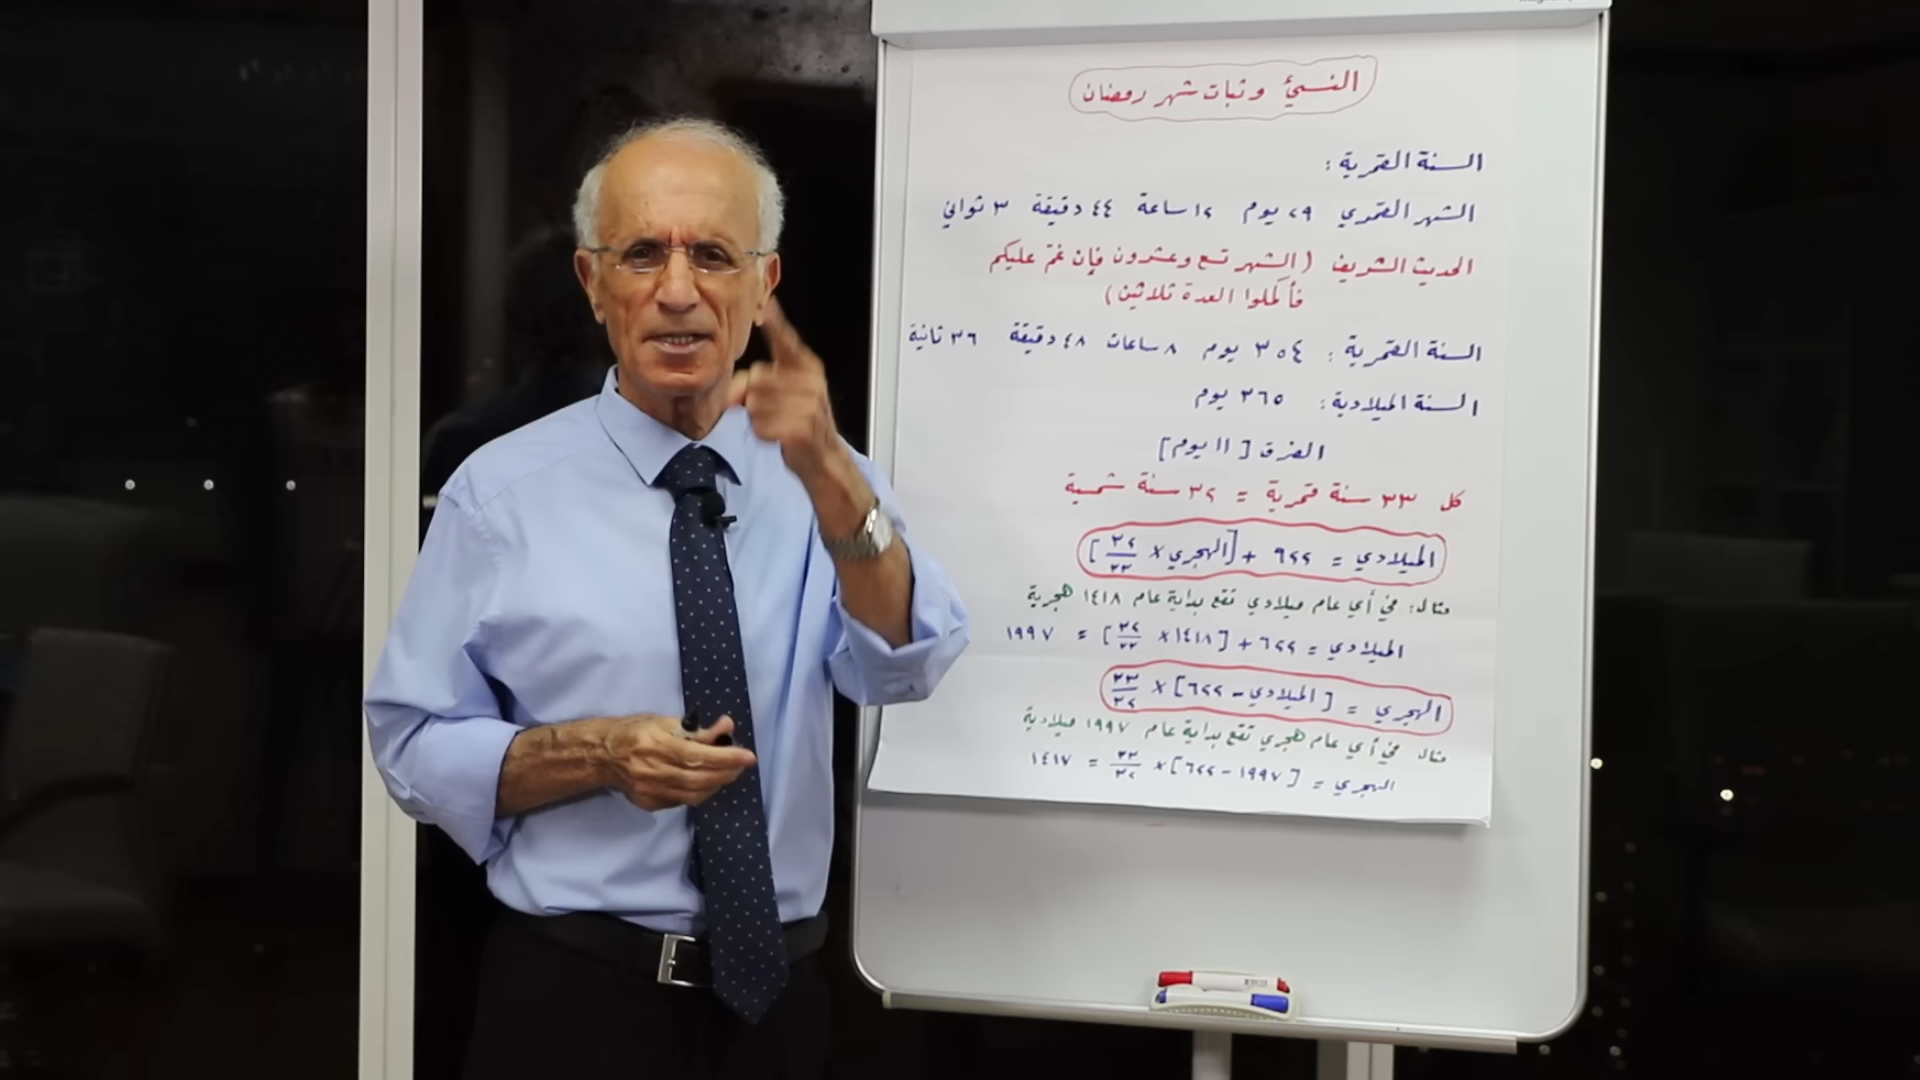 النسيئ وثبات شهر رمضان
السنة القمرية :
الشهر القمري ٢٩ يوم ١٢ ساعة ٤٤ دقيقة ٣ ثواني
الحديث الشريف (الشهر تسع وعشرون فإن غمّ عليكم
فأكملوا العدة ثلاثين)
السنة القمرية : ٣٥٤ يوم ٨ ساعات ٤٨ دقيقة ٣٦ ثانية
السنة الميلادية : ٣٦٥ يوم
الفرق [١١ يوم]
كل ٣٣ سنة قمرية = ٣٢ سنة شمسية
الميلادي = ٦٢٢ + [الهجري × ٣٢/٣٣]
مثال: في أي عام ميلادي تقع بداية عام ١٤١٨ هجرية
الميلادي = ٦٢٢ + [١٤١٨ × ٣٢/٣٣] = ١٩٩٧
الهجري = [الميلادي - ٦٢٢] × ٣٣/٣٢
مثال في أي عام هجري تقع بداية عام ١٩٩٧ ميلادية
الهجري = [١٩٩٧ - ٦٢٢] × ٣٣/٣٢ = ١٤١٧